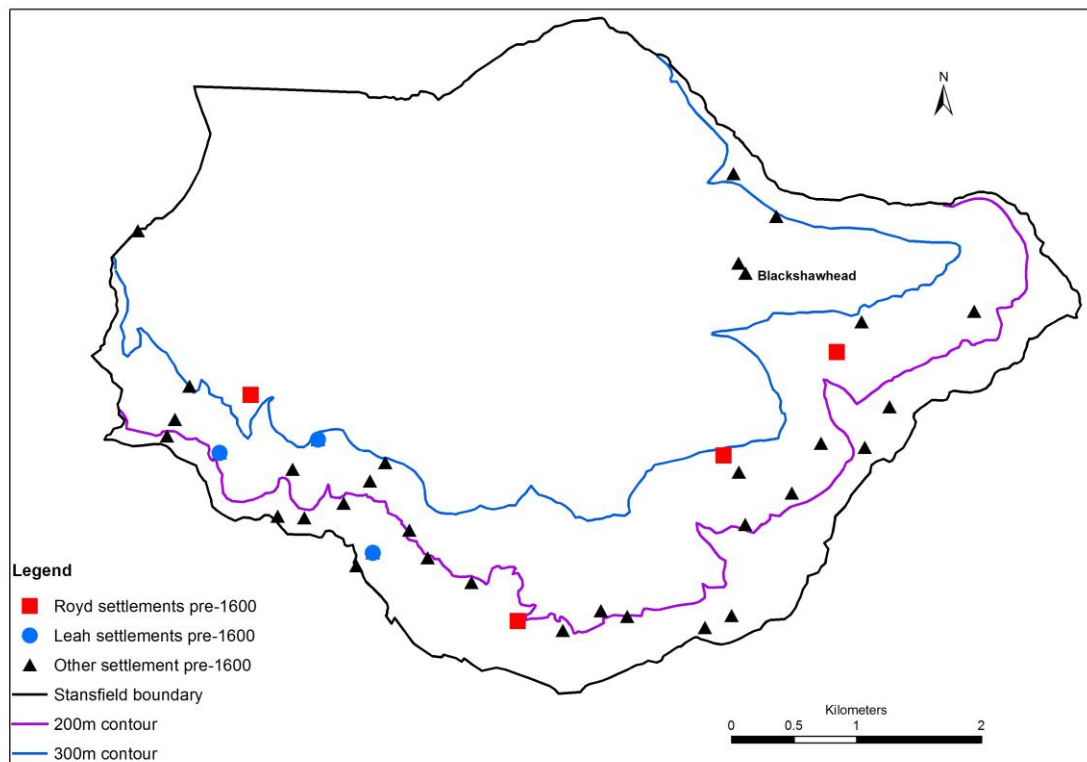 N
Blackshawhead
Legend
Royd settlements pre-1600
Leah settlements pre-1600
Other settlement pre-1600
Stansfield boundary
200m contour
300m contour
Kilometers
0 0.5 1 2